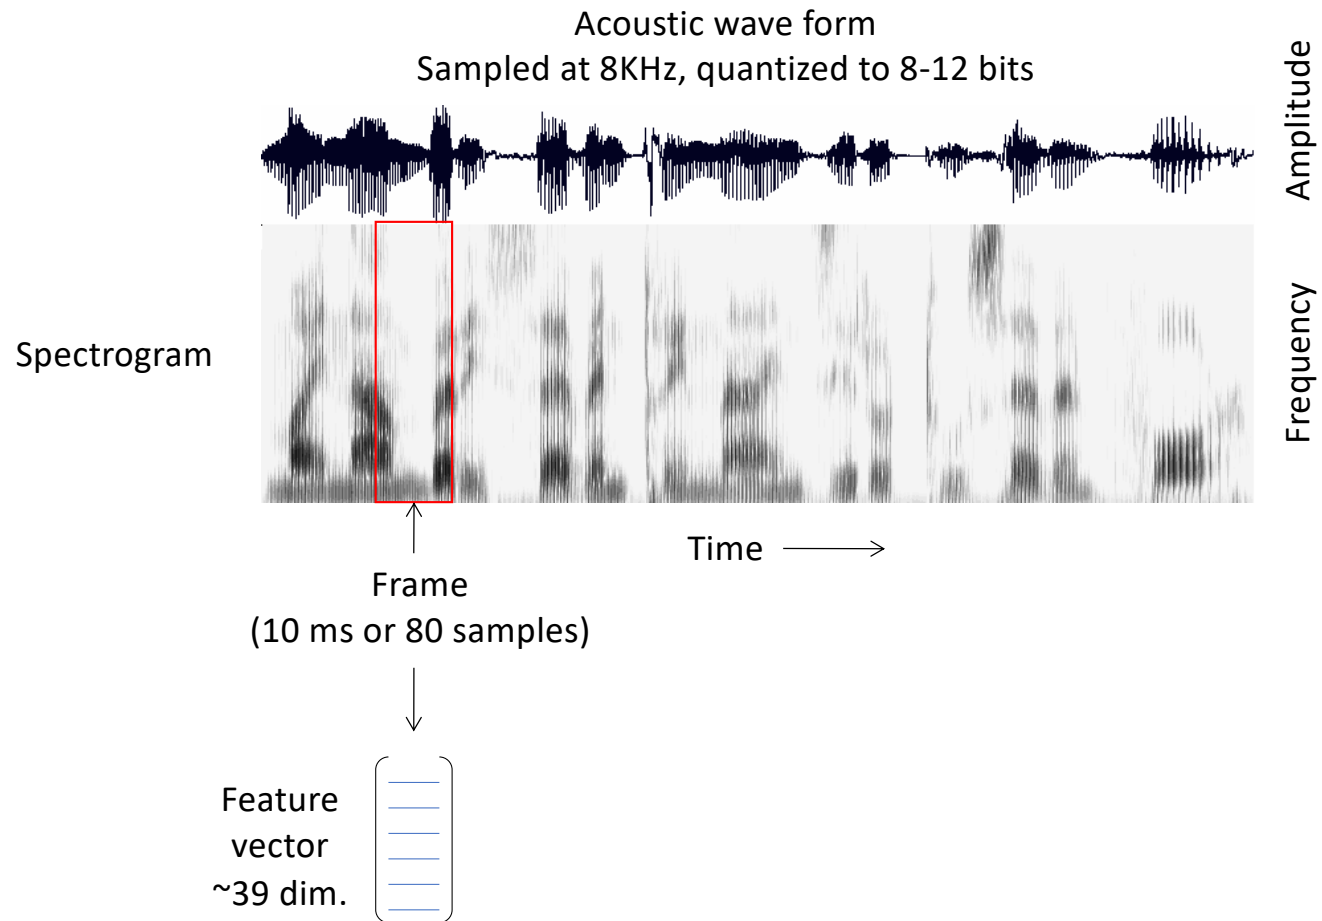 Acoustic wave form
Sampled at 8KHz, quantized to 8-12 bits
Amplitude
Spectrogram
Frequency
Time
Frame
(10 ms or 80 samples)
Feature
vector
~39 dim.